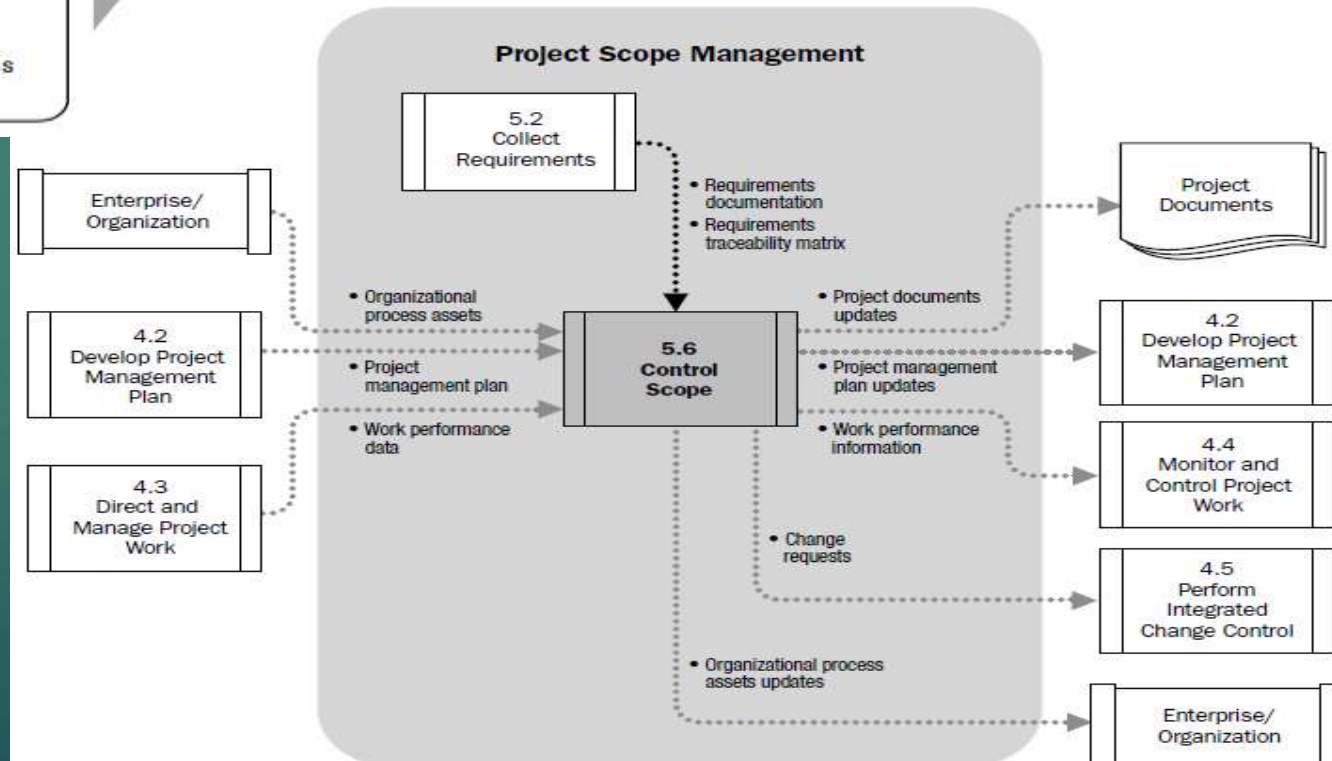 s
Project Scope Management
5.2
Collect
Requirements
Enterprise/
Organization
• Requirements
documentation
• Requirements
traceability matrix
Project
Documents
• Organizational
process assets
• Project documents
updates
4.2
Develop Project
Management
Plan
5.6
Control
Scope
4.2
Develop Project
Management
Plan
• Project
management plan
• Project management
plan updates
• Work performance
data
• Work performance
information
4.3
Direct and
Manage Project
Work
4.4
Monitor and
Control Project
Work
• Change
requests
4.5
Perform
Integrated
Change Control
• Organizational process
assets updates
Enterprise/
Organization